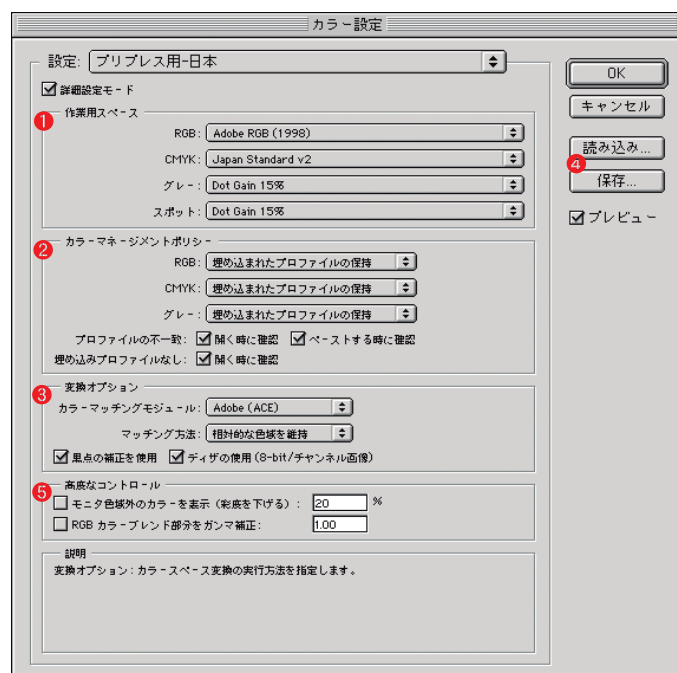 カラー設定
設定: プリプレス用-日本
詳細設定モード
1 作業用スペース
RGB: Adobe RGB (1998)
CMYK: Japan Standard v2
グレー: Dot Gain 15%
スポット: Dot Gain 15%
2 カラーマネージメントポリシー
RGB: 埋め込まれたプロファイルの保持
CMYK: 埋め込まれたプロファイルの保持
グレー: 埋め込まれたプロファイルの保持
プロファイルの不一致: 開く時に確認 ペーストする時に確認
埋め込みプロファイルなし: 開く時に確認
3 変換オプション
カラーマッチングモジュール: Adobe (ACE)
マッチング方法: 相対的な色域を維持
黒点の補正を使用 ディザの使用 (8-bit/チャンネル画像)
5 高度なコントロール
モニタ色域外のカラーを表示 (彩度を下げる) : 20 %
RGB カラーブレンド部分をガンマ補正: 1.00
説明
変換オプション：カラースペース変換の実行方法を指定します。
OK
キャンセル
読み込み...
4
保存...
プレビュー